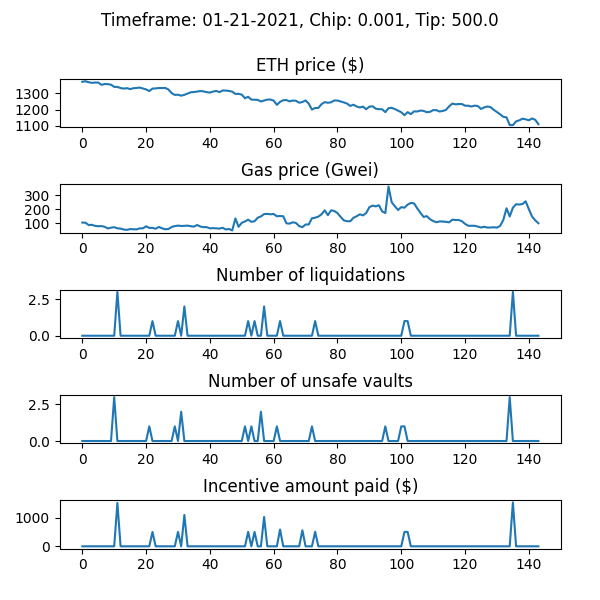 Timeframe: 01-21-2021, Chip: 0.001, Tip: 500.0
ETH price ($)
1300
1200
1100
0 20 40 60 80 100 120 140
Gas price (Gwei)
300
200
100
0 20 40 60 80 100 120 140
Number of liquidations
2.5
0.0
0 20 40 60 80 100 120 140
Number of unsafe vaults
2.5
0.0
0 20 40 60 80 100 120 140
Incentive amount paid ($)
1000
0
0 20 40 60 80 100 120 140